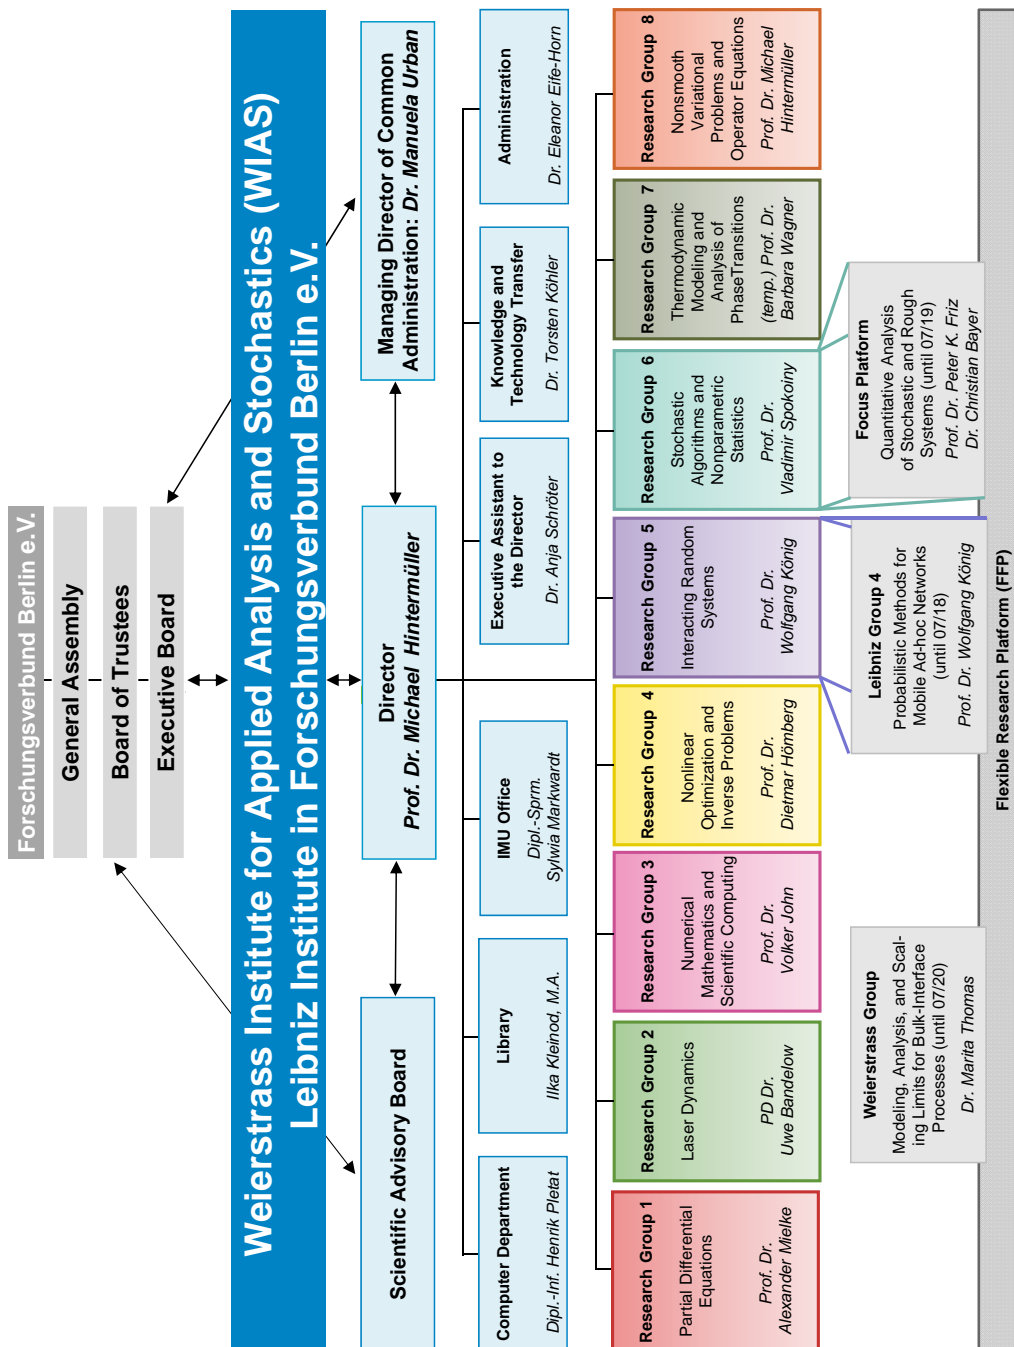 Forschungsverbund Berlin e.V.
General Assembly
Board of Trustees
Executive Board
Weierstrass Institute for Applied Analysis and Stochastics (WIAS)
Leibniz Institute in Forschungsverbund Berlin e.V.
Scientific Advisory Board
Director
Prof. Dr. Michael Hintermüller
Managing Director of Common
Administration: Dr. Manuela Urban
Computer Department
Dipl.-Inf. Henrik Pletat
Library
Ilka Kleinod, M.A.
IMU Office
Dipl.-Sprm.
Sylwia Markwardt
Executive Assistant to
the Director
Dr. Anja Schröter
Knowledge and
Technology Transfer
Dr. Torsten Köhler
Administration
Dr. Eleanor Eife-Horn
Research Group 1
Partial Differential
Equations
Prof. Dr.
Alexander Mielke
Research Group 2
Laser Dynamics
PD Dr.
Uwe Bandelow
Research Group 3
Numerical
Mathematics and
Scientific Computing
Prof. Dr.
Volker John
Research Group 4
Nonlinear
Optimization and
Inverse Problems
Prof. Dr.
Dietmar Hömberg
Research Group 5
Interacting Random
Systems
Prof. Dr.
Wolfgang König
Research Group 6
Stochastic
Algorithms and
Nonparametric
Statistics
Prof. Dr.
Vladimir Spokoiny
Research Group 7
Thermodynamic
Modeling and
Analysis of
PhaseTransitions
(temp.) Prof. Dr.
Barbara Wagner
Research Group 8
Nonsmooth
Variational
Problems and
Operator Equations
Prof. Dr. Michael
Hintermüller
Weierstrass Group
Modeling, Analysis, and Scal-
ing Limits for Bulk-Interface
Processes (until 07/20)
Dr. Marita Thomas
Leibniz Group 4
Probabilistic Methods for
Mobile Ad-hoc Networks
(until 07/18)
Prof. Dr. Wolfgang König
Focus Platform
Quantitative Analysis
of Stochastic and Rough
Systems (until 07/19)
Prof. Dr. Peter K. Friz
Dr. Christian Bayer
Flexible Research Platform (FFP)